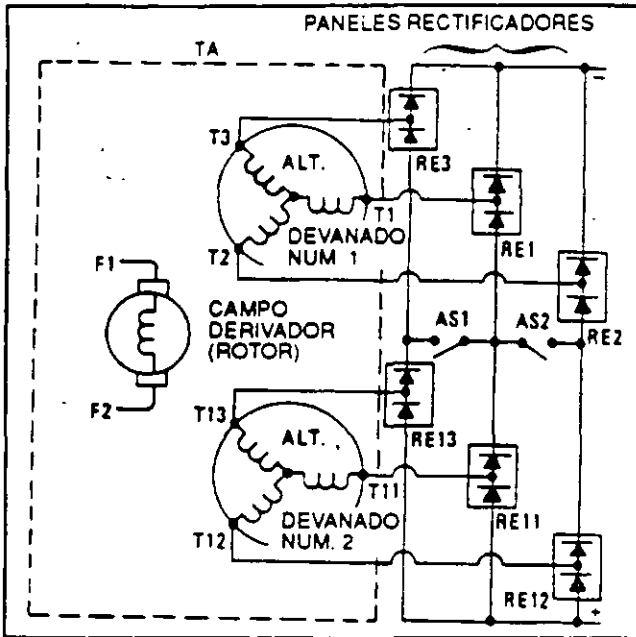 PANELES RECTIFICADORES
TA
T3
ALT.
RE3
T1
DEVANADO
NUM 1
T2
RE1
F1
CAMPO
DERIVADOR
(ROTOR)
F2
AS1
AS2
RE2
T13
ALT.
RE13
T11
DEVANADO
NUM. 2
T12
RE11
RE12
−
+